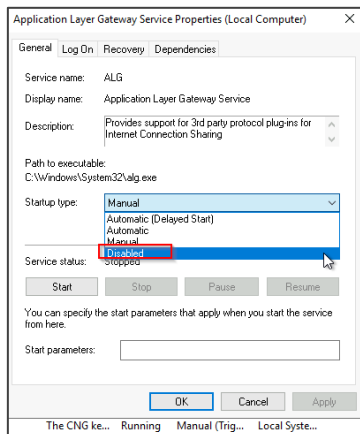 Application Layer Gateway Service Properties (Local Computer)
General Log On Recovery Dependencies
Service name: ALG
Display name: Application Layer Gateway Service
Description: Provides support for 3rd party protocol plug-ins for
Internet Connection Sharing
Path to executable:
C:\Windows\System32\alg.exe
Startup type: Manual
Automatic (Delayed Start)
Automatic
Manual
Disabled
Service status: Stopped
Start Stop Pause Resume
You can specify the start parameters that apply when you start the service
from here.
Start parameters:
OK Cancel Apply
The CNG ke... Running Manual (Trig... Local Syste...